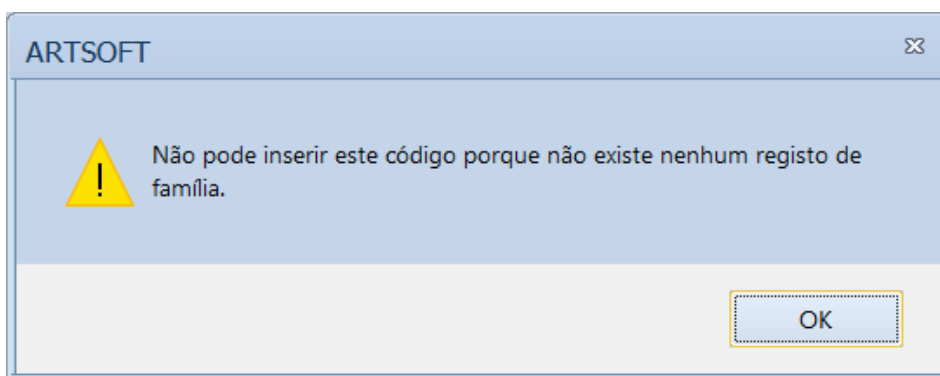 ARTSOFT
Não pode inserir este código porque não existe nenhum registo de
família.
OK